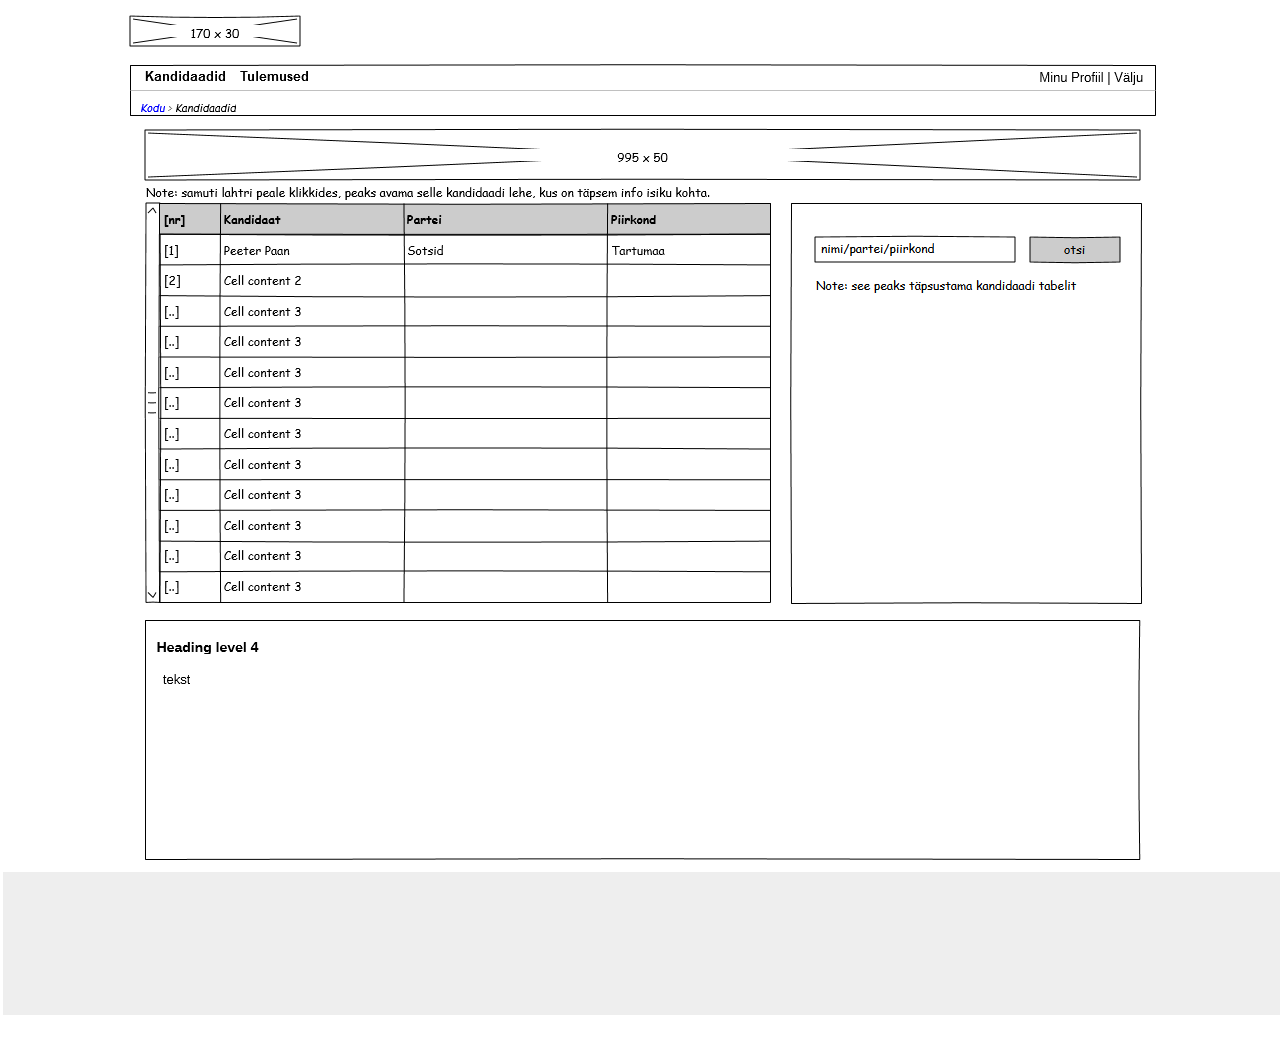 170 x 30
Kandidaadid Tulemused Minu Profiil | Välju
Kodu > Kandidaadid
995 x 50
Note: samuti lahtri peale klikkides, peaks avama selle kandidaadi lehe, kus on täpsem info isiku kohta.
[nr] Kandidaat Partei Piirkond
[1] Peeter Paan Sotsid Tartumaa
[2] Cell content 2
[..] Cell content 3
[..] Cell content 3
[..] Cell content 3
[..] Cell content 3
[..] Cell content 3
[..] Cell content 3
[..] Cell content 3
[..] Cell content 3
[..] Cell content 3
[..] Cell content 3
nimi/partei/piirkond otsi
Note: see peaks täpsustama kandidaadi tabelit
Heading level 4
tekst